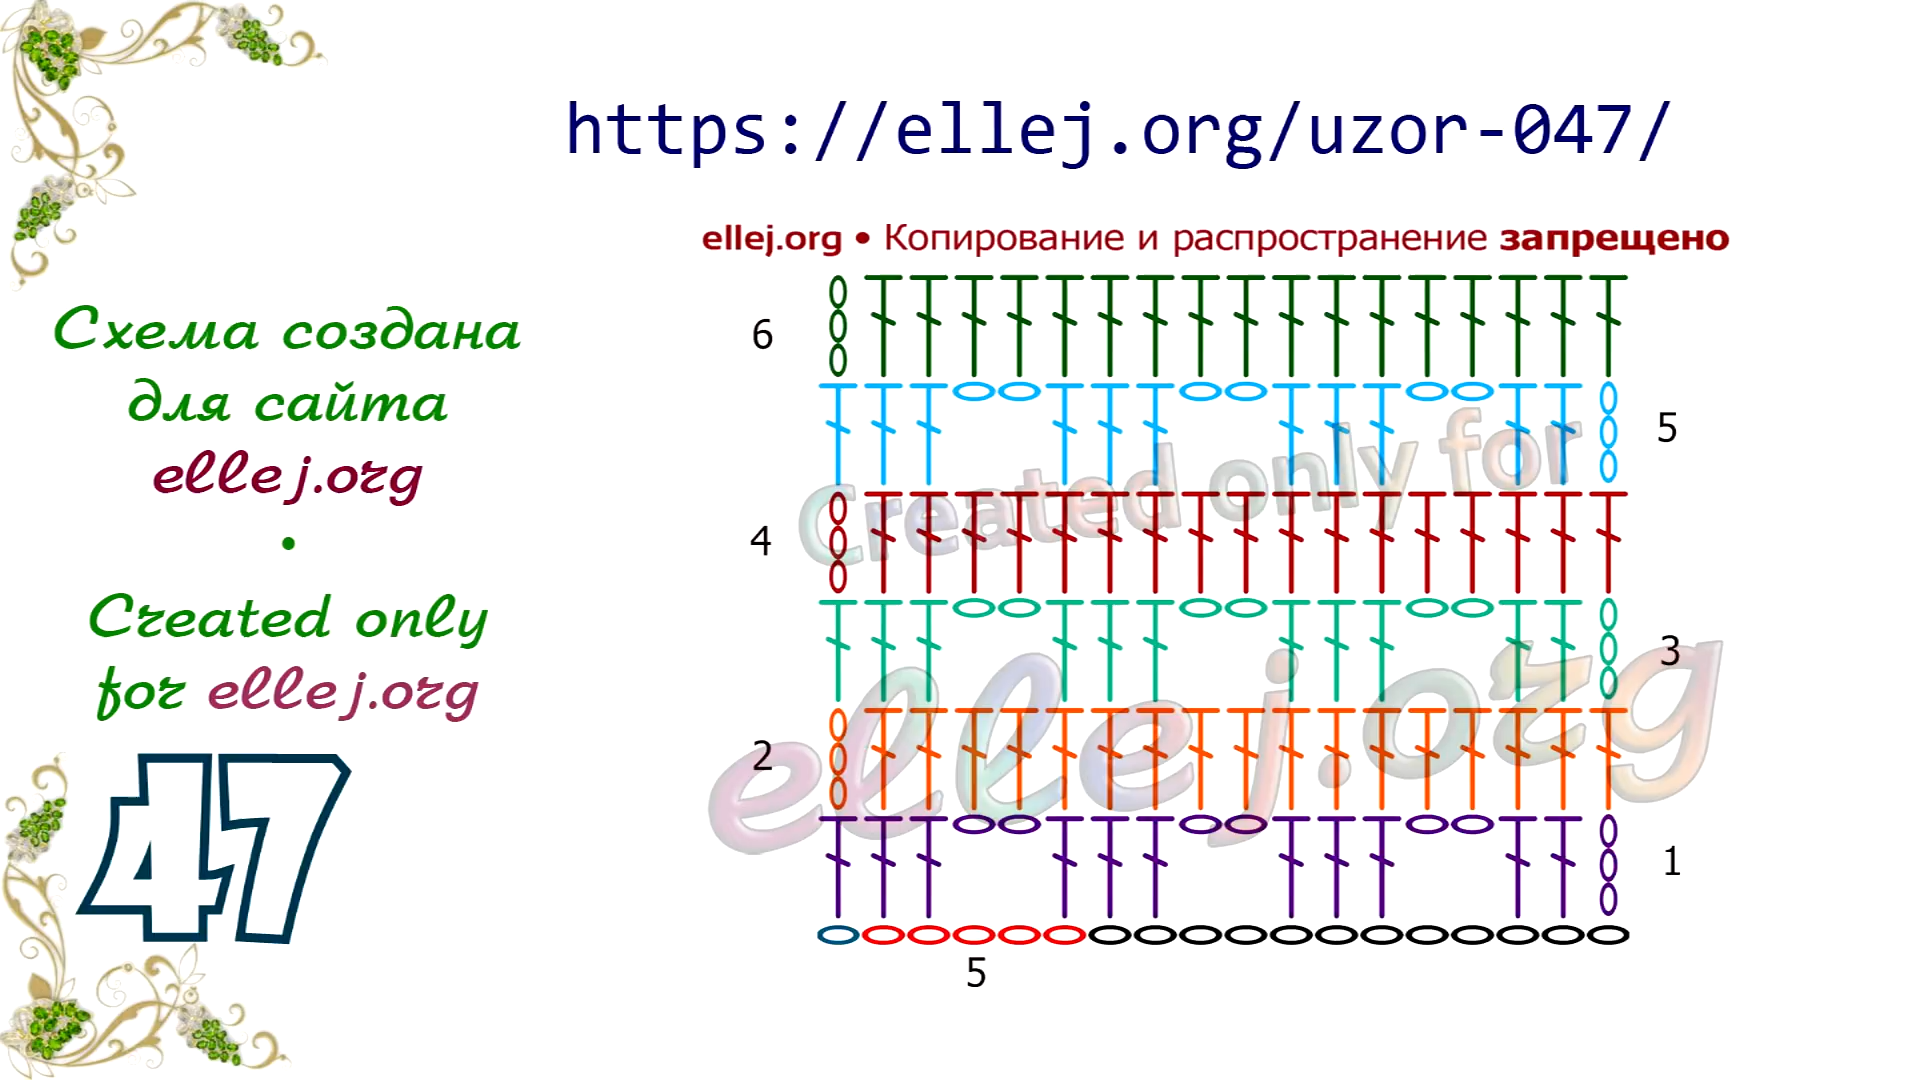 https://ellej.org/uzor-047/
ellej.org • Копирование и распространение запрещено
Схема создана
для сайта
ellej.org
•
Created only
for ellej.org
47
6
5
4
3
2
1
5
Created only for
ellej.org